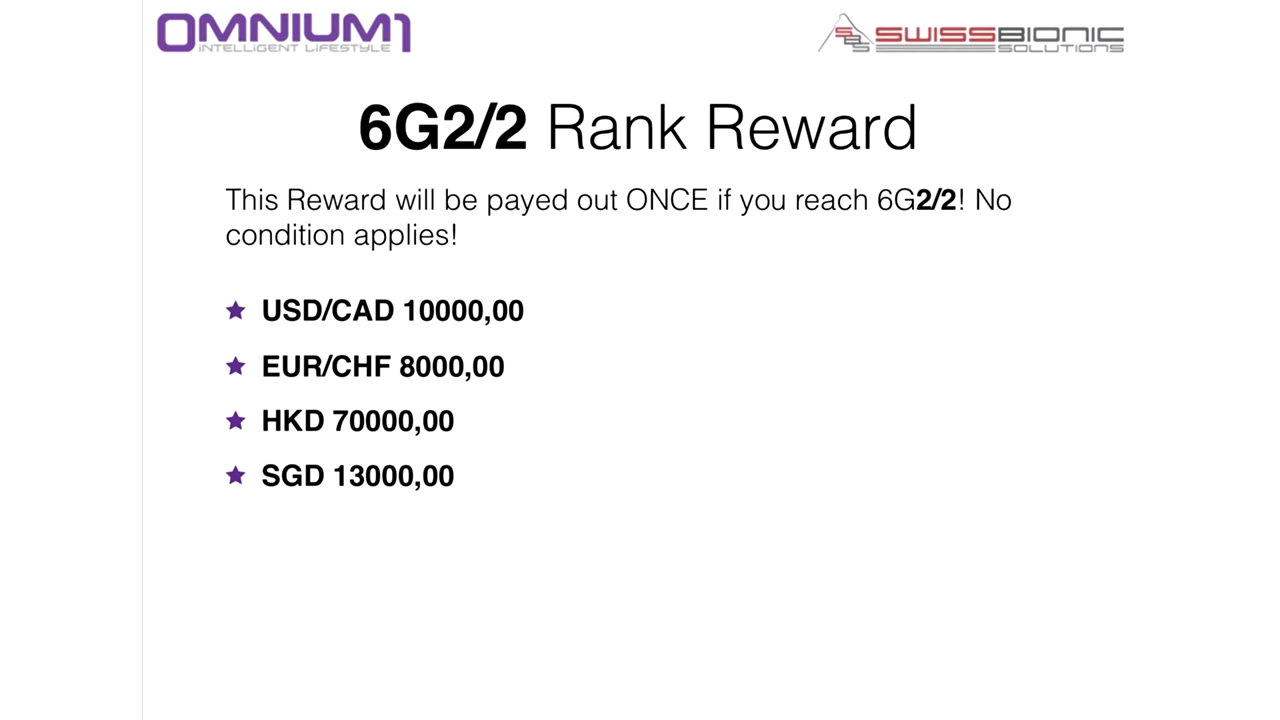 OMNIUM1
INTELLIGENT LIFESTYLE
SBS
SWISSBIONIC
SOLUTIONS
6G2/2 Rank Reward
This Reward will be payed out ONCE if you reach 6G2/2! No
condition applies!
USD/CAD 10000,00
EUR/CHF 8000,00
HKD 70000,00
SGD 13000,00